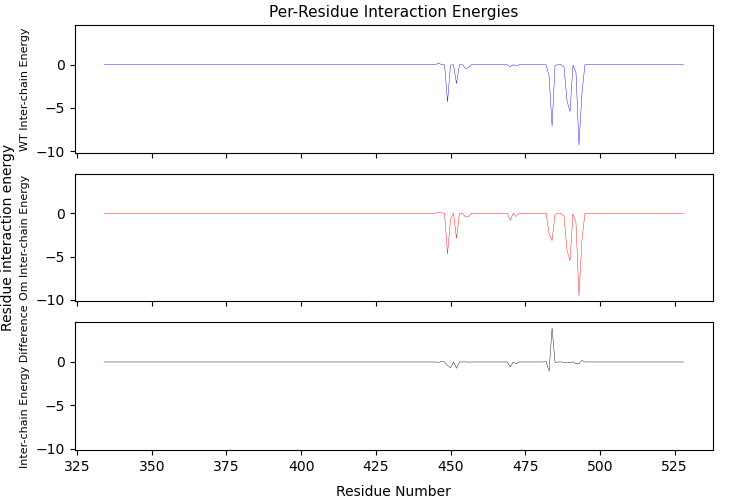 Per-Residue Interaction Energies
Residue interaction energy
WT Inter-chain Energy
0
−5
−10
Om Inter-chain Energy
0
−5
−10
Inter-chain Energy Difference
0
−5
−10
325 350 375 400 425 450 475 500 525
Residue Number